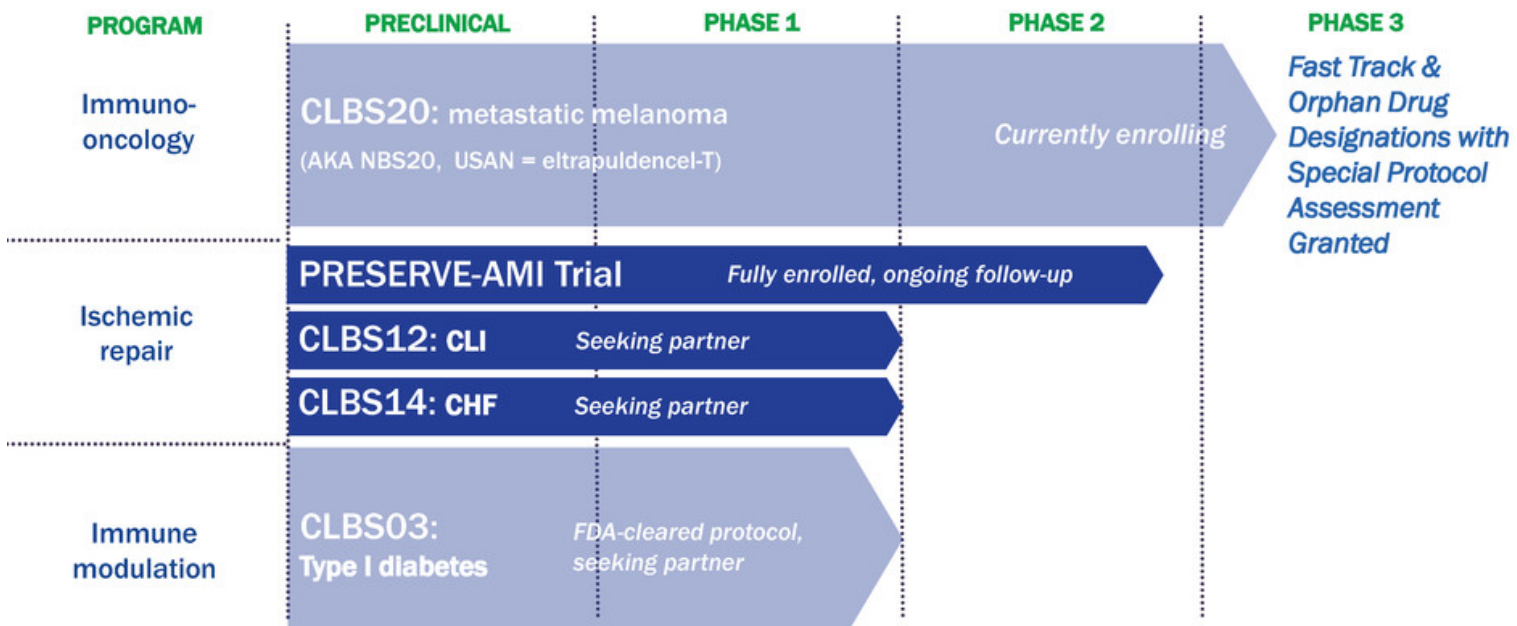 PROGRAM PRECLINICAL PHASE 1 PHASE 2 PHASE 3
Immuno-
oncology
CLBS20: metastatic melanoma
(AKA NBS20, USAN = eltrapuldencel-T)
Currently enrolling
Fast Track &
Orphan Drug
Designations with
Special Protocol
Assessment
Granted
Ischemic
repair
PRESERVE-AMI Trial Fully enrolled, ongoing follow-up
CLBS12: CLI Seeking partner
CLBS14: CHF Seeking partner
Immune
modulation
CLBS03:
Type I diabetes
FDA-cleared protocol,
seeking partner